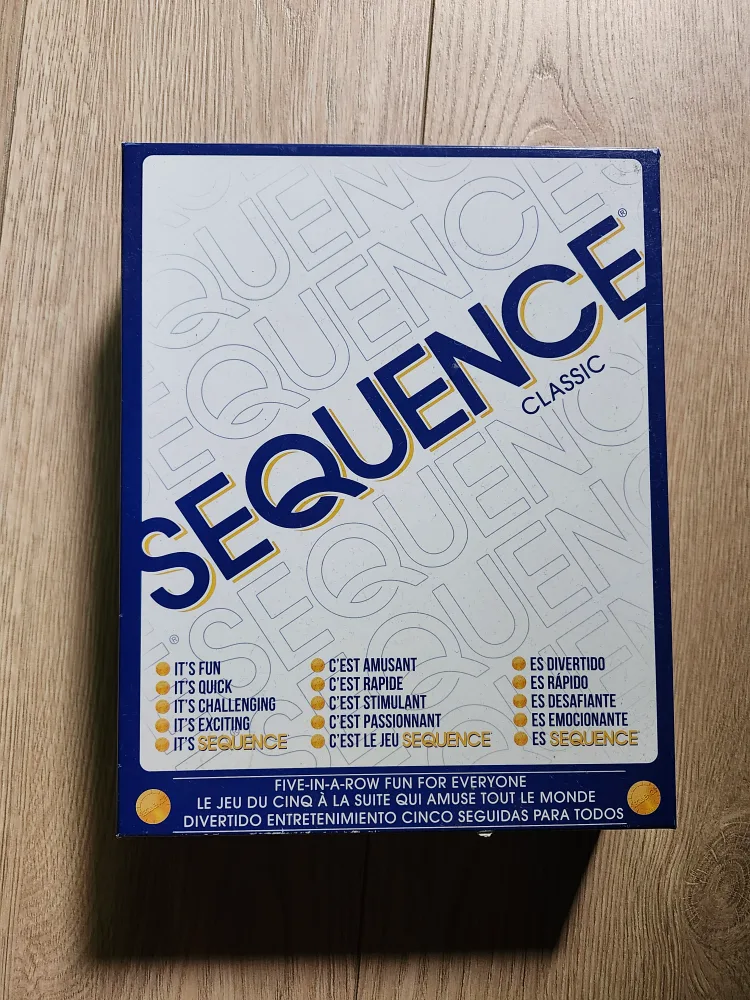 SEQUENCE®
CLASSIC
IT'S FUN
IT'S QUICK
IT'S CHALLENGING
IT'S EXCITING
IT'S SEQUENCE
C'EST AMUSANT
C'EST RAPIDE
C'EST STIMULANT
C'EST PASSIONNANT
C'EST LE JEU SEQUENCE
ES DIVERTIDO
ES RÁPIDO
ES DESAFIANTE
ES EMOCIONANTE
ES SEQUENCE
FIVE-IN-A-ROW FUN FOR EVERYONE
LE JEU DU CINQ À LA SUITE QUI AMUSE TOUT LE MONDE
DIVERTIDO ENTRETENIMIENTO CINCO SEGUIDAS PARA TODOS